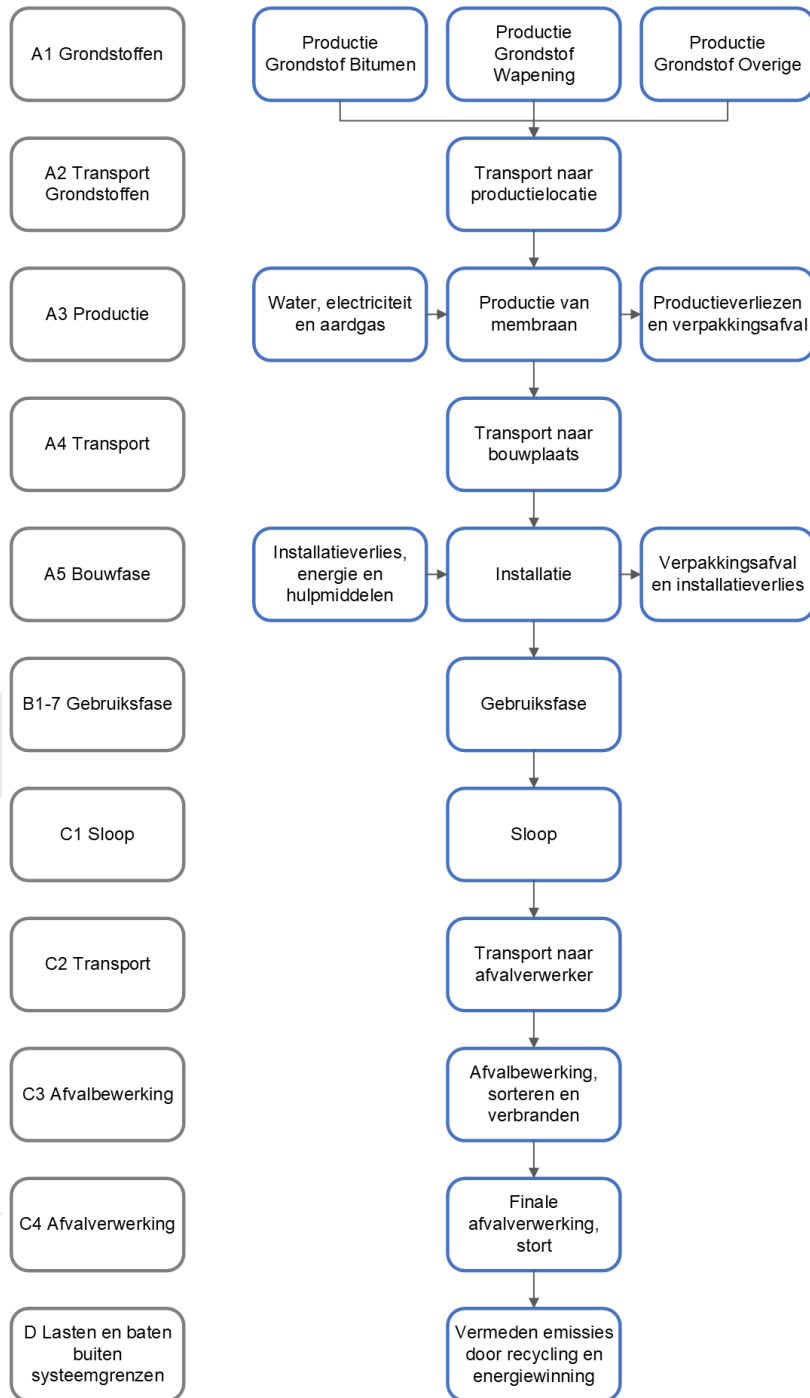 A1 Grondstoffen
Productie
Grondstof Bitumen
Productie
Grondstof
Wapening
Productie
Grondstof Overige
A2 Transport
Grondstoffen
Transport naar
productielocatie
A3 Productie
Water, electriciteit
en aardgas
Productie van
membraan
Productieverliezen
en verpakkingsafval
A4 Transport
Transport naar
bouwplaats
A5 Bouwfase
Installatieverlies,
energie en
hulpmiddelen
Installatie
Verpakkingsafval
en installatieverlies
B1-7 Gebruiksfase
Gebruiksfase
C1 Sloop
Sloop
C2 Transport
Transport naar
afvalverwerker
C3 Afvalbewerking
Afvalbewerking,
sorteren en
verbranden
C4 Afvalverwerking
Finale
afvalverwerking,
stort
D Lasten en baten
buiten
systeemgrenzen
Vermeden emissies
door recycling en
energiewinning